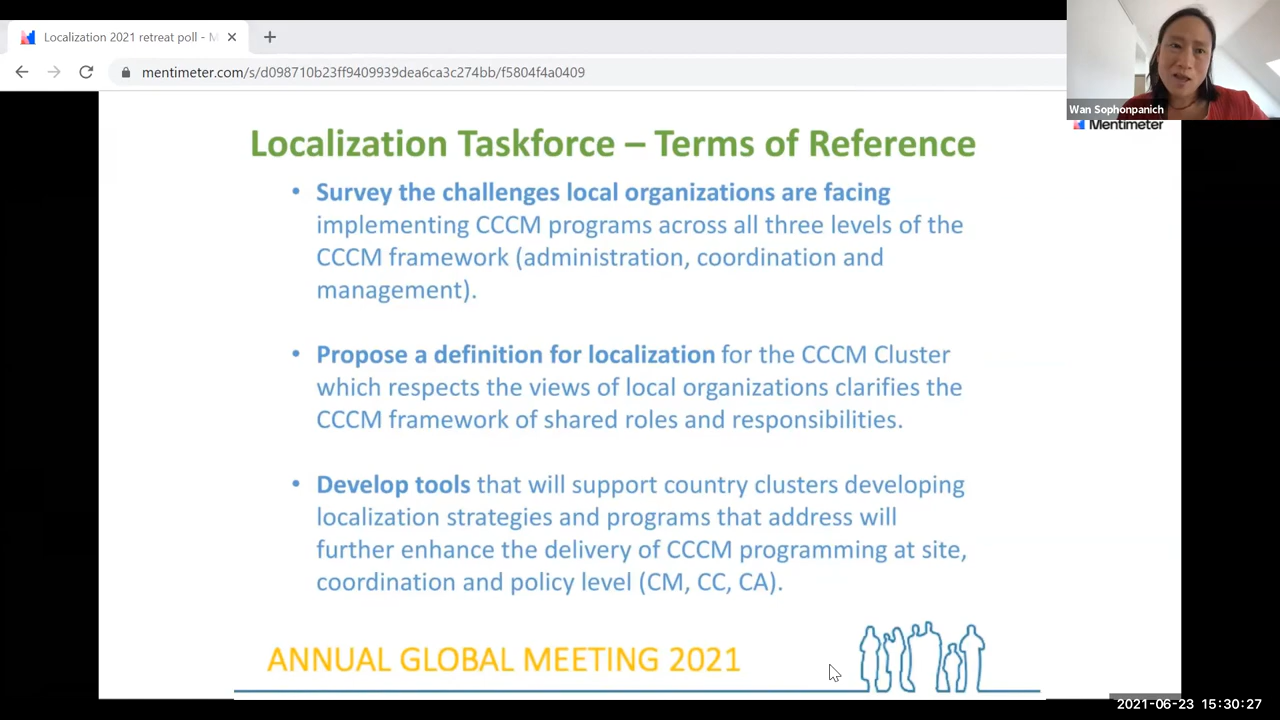 Localization 2021 retreat poll - M
mentimeter.com/s/d098710b23ff9409939dea6ca3c274bb/f5804f4a0409
Wan Sophonpanich
Mentimeter
Localization Taskforce – Terms of Reference
• Survey the challenges local organizations are facing
implementing CCCM programs across all three levels of the
CCCM framework (administration, coordination and
management).
• Propose a definition for localization for the CCCM Cluster
which respects the views of local organizations clarifies the
CCCM framework of shared roles and responsibilities.
• Develop tools that will support country clusters developing
localization strategies and programs that address will
further enhance the delivery of CCCM programming at site,
coordination and policy level (CM, CC, CA).
ANNUAL GLOBAL MEETING 2021
2021-06-23 15:30:27